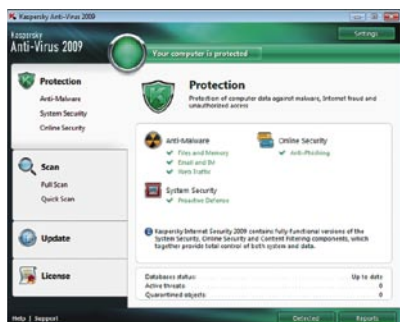 Kaspersky Anti-Virus 2009
Kaspersky
Anti-Virus 2009
Settings
Your computer is protected
Protection
Anti-Malware
System Security
Online Security
Scan
Full Scan
Quick Scan
Update
License
Protection
Protection of computer data against malware, Internet fraud and
unauthorized access
Anti-Malware
Files and Memory
Email and IM
Web Traffic
Online Security
Anti-Phishing
System Security
Proactive Defense
Kaspersky Internet Security 2009 contains fully-functional versions of the
System Security, Online Security and Content Filtering components, which
together provide total control of both system and data.
Databases status: Up to date
Active threats: 0
Quarantined objects: 0
Help | Support
Detected
Reports